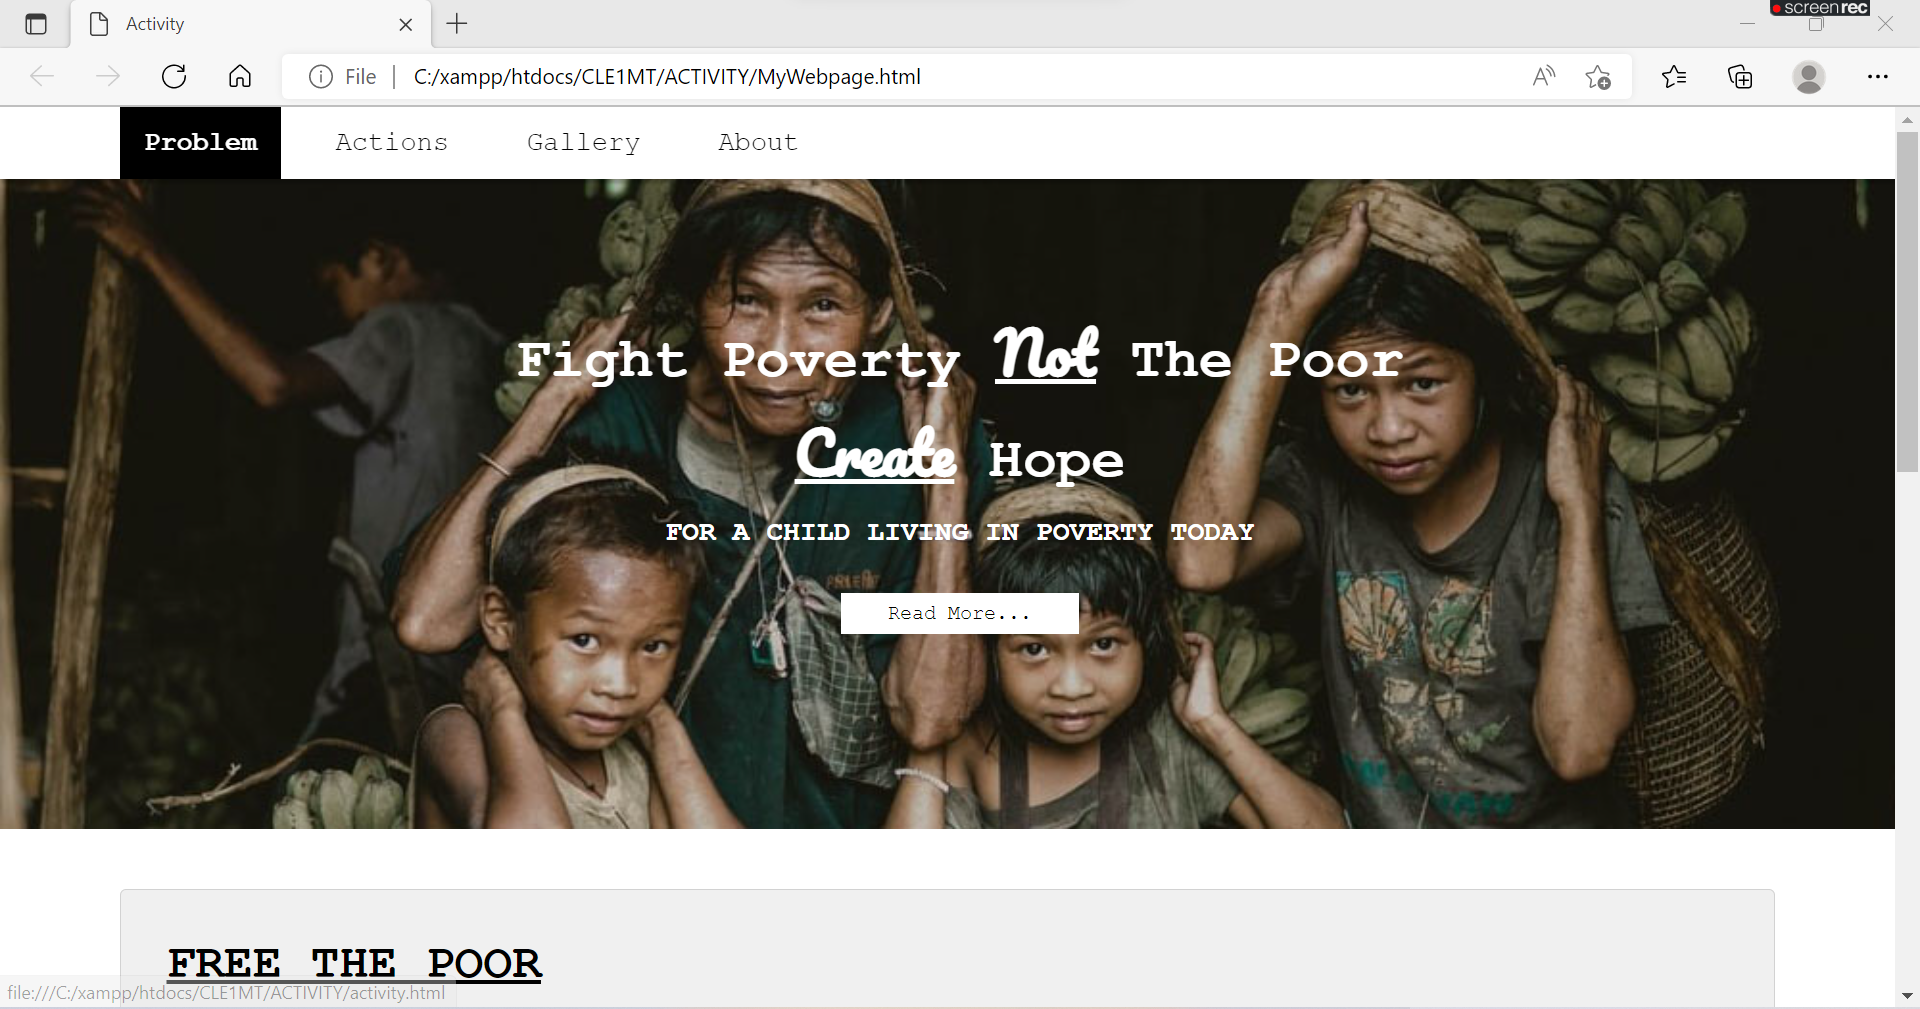 screenrec
Activity
File | C:/xampp/htdocs/CLE1MT/ACTIVITY/MyWebpage.html
Problem Actions Gallery About
Fight Poverty Not The Poor
Create Hope
FOR A CHILD LIVING IN POVERTY TODAY
Read More...
FREE THE POOR
file:///C:/xampp/htdocs/CLE1MT/ACTIVITY/activity.html